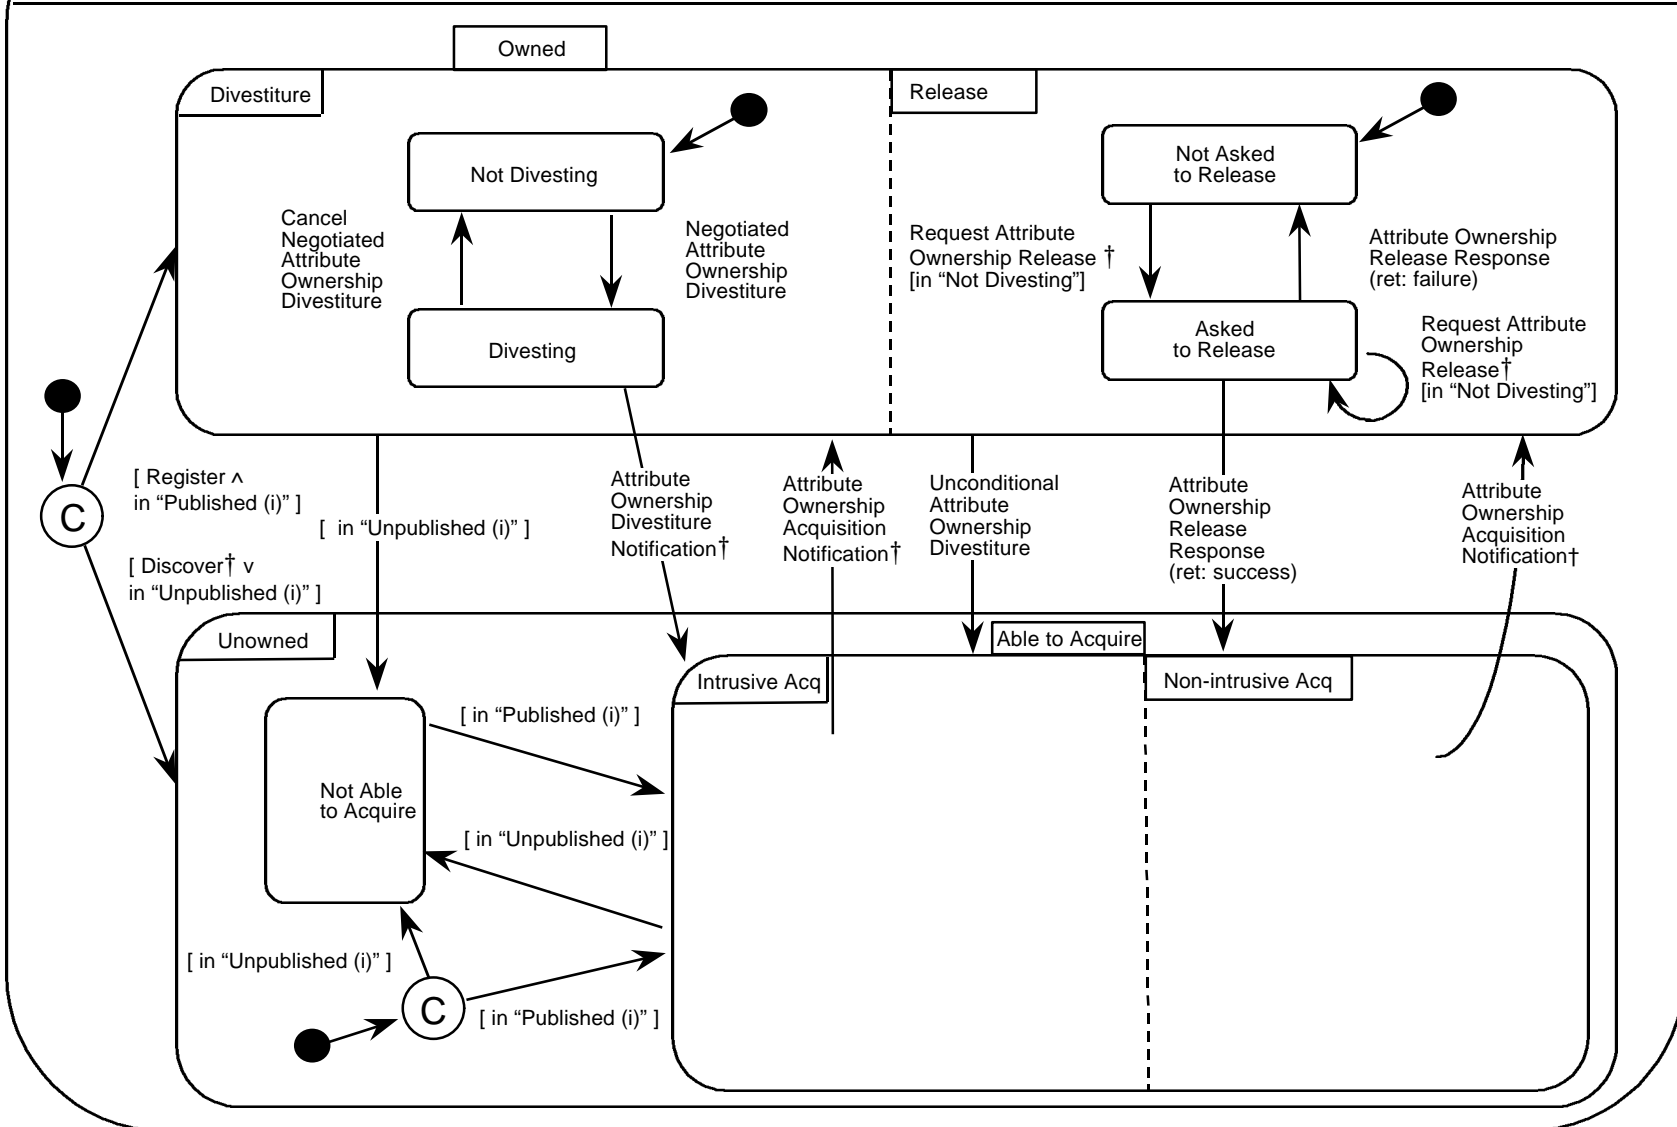 Owned
Divestiture
Release
Not Divesting
Not Asked
to Release
Cancel
Negotiated
Attribute
Ownership
Divestiture
Negotiated
Attribute
Ownership
Divestiture
Request Attribute
Ownership Release †
[in “Not Divesting”]
Attribute Ownership
Release Response
(ret: failure)
Divesting
Asked
to Release
Request Attribute
Ownership
Release†
[in “Not Divesting”]
[ Register ∧
in “Published (i)” ]
C
[ Discover† v
in “Unpublished (i)” ]
[ in “Unpublished (i)” ]
Attribute
Ownership
Divestiture
Notification†
Attribute
Ownership
Acquisition
Notification†
Unconditional
Attribute
Ownership
Divestiture
Attribute
Ownership
Release
Response
(ret: success)
Attribute
Ownership
Acquisition
Notification†
Unowned
Able to Acquire
Intrusive Acq
Non-intrusive Acq
[ in “Published (i)” ]
Not Able
to Acquire
[ in “Unpublished (i)” ]
[ in “Unpublished (i)” ]
C
[ in “Published (i)” ]